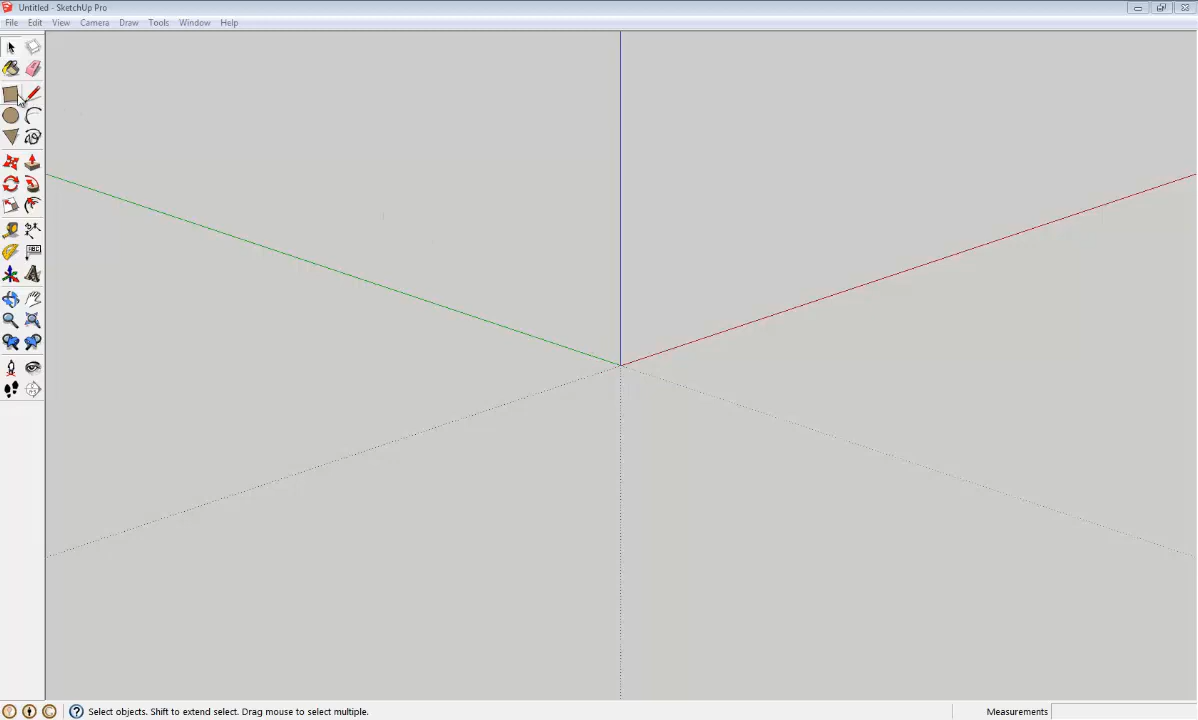 Untitled - SketchUp Pro
File Edit View Camera Draw Tools Window Help
ABC
Select objects. Shift to extend select. Drag mouse to select multiple.
Measurements